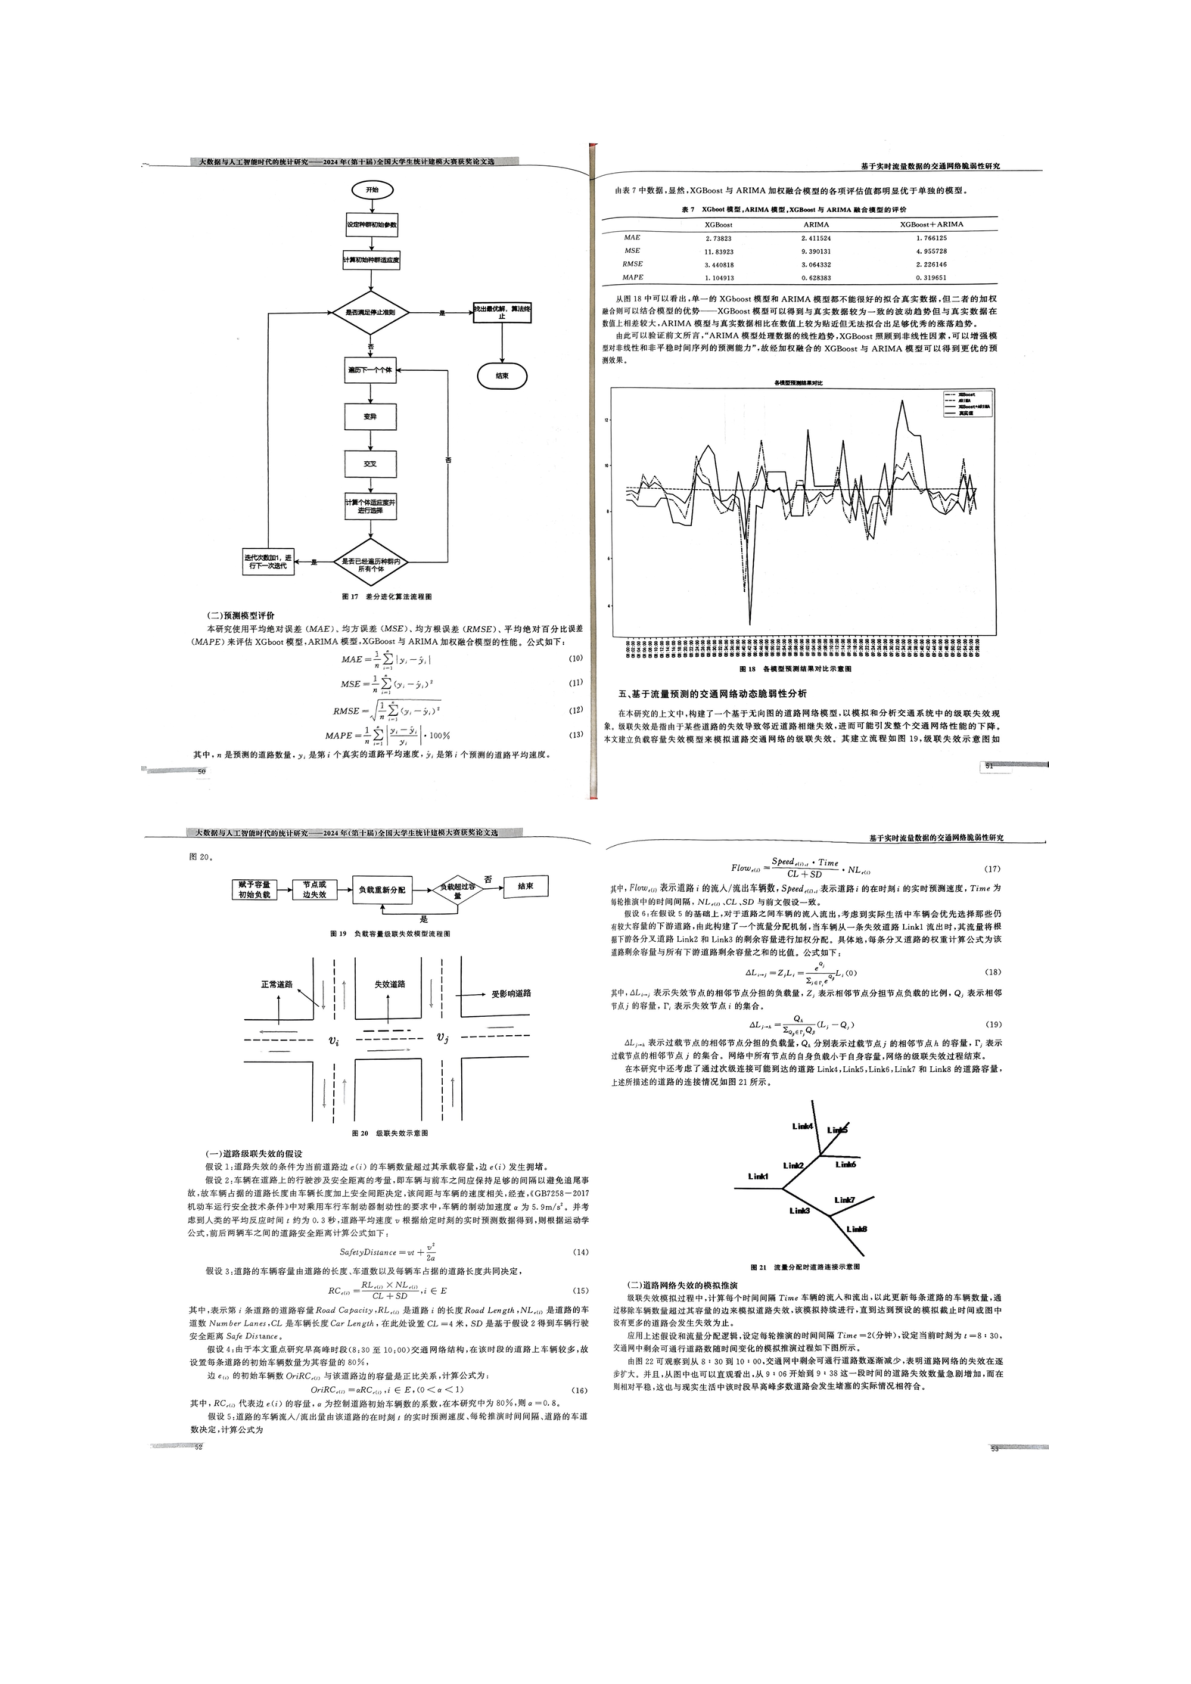 大数据与人工智能时代的统计研究——2024年(第十届)全国大学生统计建模大赛获奖论文选
开始
设定种群初始参数
计算初始种群适应度
是否满足停止准则
是
找出最优解，算法终
止
否
遍历下一个个体
结束
变异
否
交叉
计算个体适应度并
进行选择
迭代次数加1，进
行下一次迭代
是
是否已经遍历种群内
所有个体
图 17 差分进化算法流程图
(二)预测模型评价
本研究使用平均绝对误差(MAE)、均方误差(MSE)、均方根误差(RMSE)、平均绝对百分比误差
(MAPE)来评估 XGboot 模型,ARIMA 模型,XGBoost 与 ARIMA 加权融合模型的性能。公式如下:
MAE = \frac{1}{n}\sum_{i=1}^{n}|y_i-ŷ_i| (10)
MSE = \frac{1}{n}\sum_{i=1}^{n}(y_i-ŷ_i)² (11)
RMSE = \sqrt{\frac{1}{n}\sum_{i=1}^{n}(y_i-ŷ_i)²} (12)
MAPE = \frac{1}{n}\sum_{i=1}^{n}|\frac{y_i-ŷ_i}{y_i}|·100% (13)
其中,n 是预测的道路数量,y_i 是第 i 个真实的道路平均速度,ŷ_i 是第 i 个预测的道路平均速度。
50
基于实时流量数据的交通网络脆弱性研究
由表 7 中数据,显然,XGBoost 与 ARIMA 加权融合模型的各项评估值都明显优于单独的模型。
表 7 XGboot 模型,ARIMA 模型,XGBoost 与 ARIMA 融合模型的评价
XGBoost ARIMA XGBoost+ARIMA
MAE 2.73823 2.411524 1.766125
MSE 11.83923 9.390131 4.955728
RMSE 3.440818 3.064332 2.226146
MAPE 1.104913 0.628383 0.319651
从图 18 中可以看出,单一的 XGboost 模型和 ARIMA 模型都不能很好的拟合真实数据,但二者的加权
融合则可以结合模型的优势——XGBoost 模型可以得到与真实数据较为一致的波动趋势但与真实数据在
数值上相差较大,ARIMA 模型与真实数据相比在数值上较为贴近但无法拟合出足够优秀的涨落趋势。
由此可以验证前文所言,“ARIMA 模型处理数据的线性趋势,XGBoost 照顾到非线性因素,可以增强模
型对非线性和非平稳时间序列的预测能力”,故经加权融合的 XGBoost 与 ARIMA 模型可以得到更优的预
测效果。
各模型预测结果对比
XGBoost
ARIMA
XGBoost+ARIMA
真实值
图 18 各模型预测结果对比示意图
五、基于流量预测的交通网络动态脆弱性分析
在本研究的上文中,构建了一个基于无向图的道路网络模型,以模拟和分析交通系统中的级联失效现
象。级联失效是指由于某些道路的失效导致邻近道路相继失效,进而可能引发整个交通网络性能的下降。
本文建立负载容量失效模型来模拟道路交通网络的级联失效。其建立流程如图 19,级联失效示意图如
51
大数据与人工智能时代的统计研究——2024年(第十届)全国大学生统计建模大赛获奖论文选
图 20。
赋予容量
初始负载
节点或
边失效
负载重新分配
负载超过容
量
否
结束
是
图 19 负载容量级联失效模型流程图
正常道路
失效道路
受影响道路
v_i
v_j
图 20 级联失效示意图
(一)道路级联失效的假设
假设 1:道路失效的条件为当前道路边 e(i) 的车辆数量超过其承载容量,边 e(i) 发生拥堵。
假设 2:车辆在道路上的行驶涉及安全距离的考量,即车辆与前车之间应保持足够的间隔以避免追尾事
故,故车辆占据的道路长度由车辆长度加上安全间距决定,该间距与车辆的速度相关,经查,《GB7258—2017
机动车运行安全技术条件》中对乘用车行车制动器制动性的要求中,车辆的制动加速度 a 为 5.9m/s²。并考
虑到人类的平均反应时间 t 约为 0.3 秒,道路平均速度 v 根据给定时刻的实时预测数据得到,则根据运动学
公式,前后两辆车之间的道路安全距离计算公式如下:
SafetyDistance = vt + \frac{v²}{2a} (14)
假设 3:道路的车辆容量由道路的长度、车道数以及每辆车占据的道路长度共同决定,
RC_{e(i)} = \frac{RL_{e(i)} × NL_{e(i)}}{CL + SD}, i ∈ E (15)
其中,表示第 i 条道路的道路容量 Road Capacity,RL_{e(i)} 是道路 i 的长度 Road Length,NL_{e(i)} 是道路的车
道数 Number Lanes,CL 是车辆长度 Car Length,在此处设置 CL=4 米,SD 是基于假设 2 得到车辆行驶
安全距离 Safe Distance。
假设 4:由于本文重点研究早高峰时段(8:30 至 10:00)交通网络结构,在该时段的道路上车辆较多,故
设置每条道路的初始车辆数量为其容量的 80%,
边 e_{(i)} 的初始车辆数 OriRC_{e(i)} 与该道路边的容量是正比关系,计算公式为:
OriRC_{e(i)} = αRC_{e(i)}, i ∈ E, (0 < α < 1) (16)
其中,RC_{e(i)} 代表边 e(i) 的容量,α 为控制道路初始车辆数的系数,在本研究中为 80%,则 α=0.8。
假设 5:道路的车辆流入/流出量由该道路的在时刻 t 的实时预测速度、每轮推演时间间隔、道路的车道
数决定,计算公式为
52
基于实时流量数据的交通网络脆弱性研究
Flow_{e(i)} = \frac{Speed_{e(i),t}·Time}{CL + SD}·NL_{e(i)} (17)
其中,Flow_{e(i)} 表示道路 i 的流入/流出车辆数,Speed_{e(i),t} 表示道路 i 的在时刻 t 的实时预测速度,Time 为
每轮推演中的时间间隔,NL_{e(i)}、CL、SD 与前文假设一致。
假设 6:在假设 5 的基础上,对于道路之间车辆的流入流出,考虑到实际生活中车辆会优先选择那些仍
有较大容量的下游道路,由此构建了一个流量分配机制,当车辆从一条失效道路 Link1 流出时,其流量将根
据下游各分叉道路 Link2 和 Link3 的剩余容量进行加权分配。具体地,每条分叉道路的权重计算公式为该
道路剩余容量与所有下游道路剩余容量之和的比值。公式如下:
ΔL_{i→j} = Z_jL_i = \frac{e^{Q_j}}{Σ_{j∈Γ_i}e^{Q_p}}L_i(0) (18)
其中,ΔL_{i→j} 表示失效节点的相邻节点分担的负载量,Z_j 表示相邻节点分担节点负载的比例,Q_j 表示相邻
节点 j 的容量,Γ_i 表示失效节点 i 的集合。
ΔL_{j→h} = \frac{Q_h}{Σ_{Q_p∈Γ_j}Q_p}(L_j - Q_j) (19)
ΔL_{j→h} 表示过载节点的相邻节点分担的负载量,Q_h 分别表示过载节点 j 的相邻节点 h 的容量,Γ_j 表示
过载节点的相邻节点 j 的集合。网络中所有节点的自身负载小于自身容量,网络的级联失效过程结束。
在本研究中还考虑了通过次级连接可能到达的道路 Link4,Link5,Link6,Link7 和 Link8 的道路容量,
上述所描述的道路的连接情况如图 21 所示。
Link4
Link5
Link2
Link6
Link1
Link7
Link3
Link8
图 21 流量分配时道路连接示意图
(二)道路网络失效的模拟推演
级联失效模拟过程中,计算每个时间间隔 Time 车辆的流入和流出,以此更新每条道路的车辆数量,通
过移除车辆数量超过其容量的边来模拟道路失效,该模拟持续进行,直到达到预设的模拟截止时间或图中
没有更多的道路会发生失效为止。
应用上述假设和流量分配逻辑,设定每轮推演的时间间隔 Time=2(分钟),设定当前时刻为 t=8:30,
交通网中剩余可通行道路数随时间变化的模拟推演过程如下图所示。
由图 22 可观察到从 8:30 到 10:00,交通网中剩余可通行道路数逐渐减少,表明道路网络的失效在逐
步扩大。并且,从图中也可以直观看出,从 9:06 开始到 9:38 这一段时间的道路失效数量急剧增加,而在
则相对平稳,这也与现实生活中该时段早高峰多数道路会发生堵塞的实际情况相符合。
53